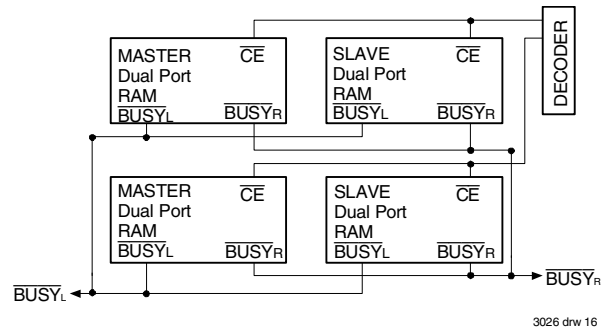 MASTER
Dual Port
RAM
BUSYL
CE
BUSYR
SLAVE
Dual Port
RAM
BUSYL
CE
BUSYR
DECODER
MASTER
Dual Port
RAM
BUSYL
CE
BUSYR
SLAVE
Dual Port
RAM
BUSYL
CE
BUSYR
BUSYL
BUSYR
3026 drw 16